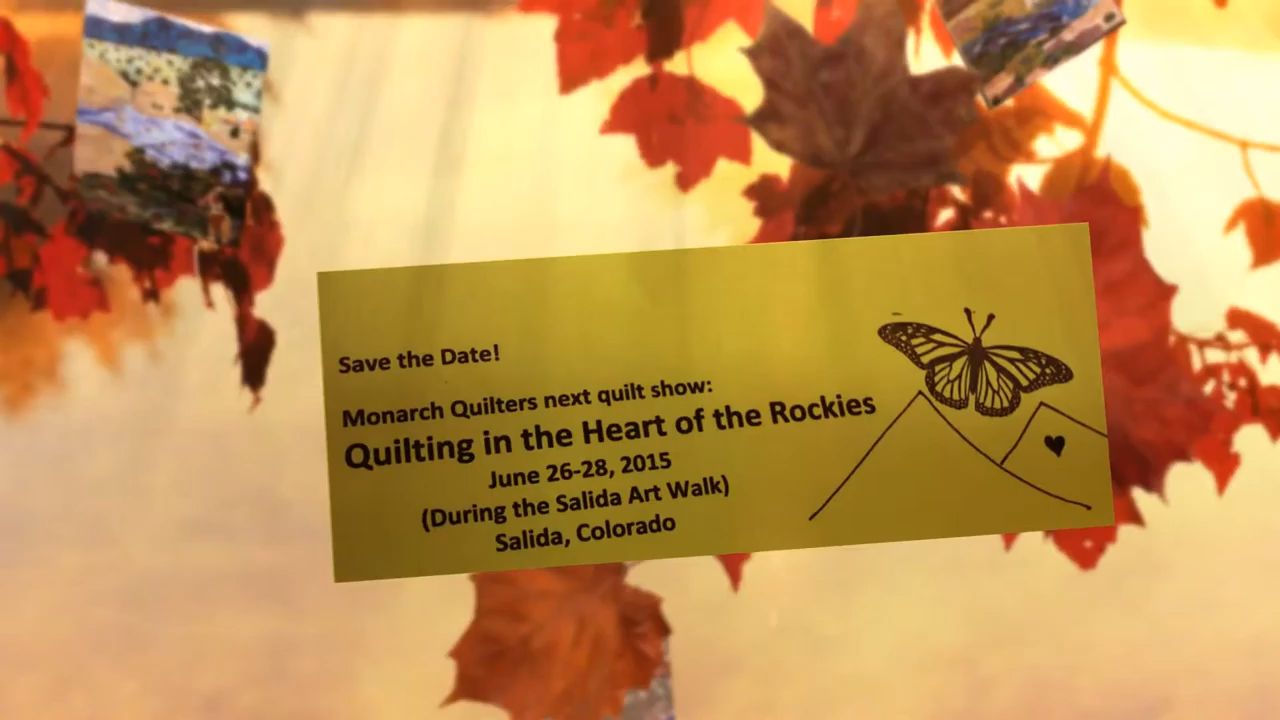 Save the Date!
Monarch Quilters next quilt show:
Quilting in the Heart of the Rockies
June 26-28, 2015
(During the Salida Art Walk)
Salida, Colorado